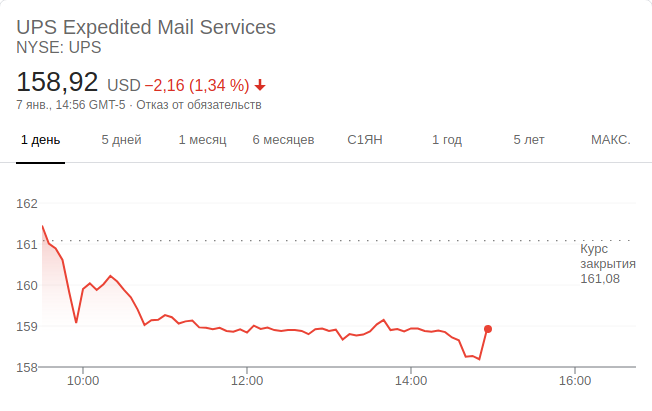 UPS Expedited Mail Services
NYSE: UPS
158,92 USD −2,16 (1,34 %)
7 янв., 14:56 GMT-5 · Отказ от обязательств
1 день 5 дней 1 месяц 6 месяцев С1ЯН 1 год 5 лет МАКС.
162
161
160
159
158
Курс
закрытия
161,08
10:00 12:00 14:00 16:00